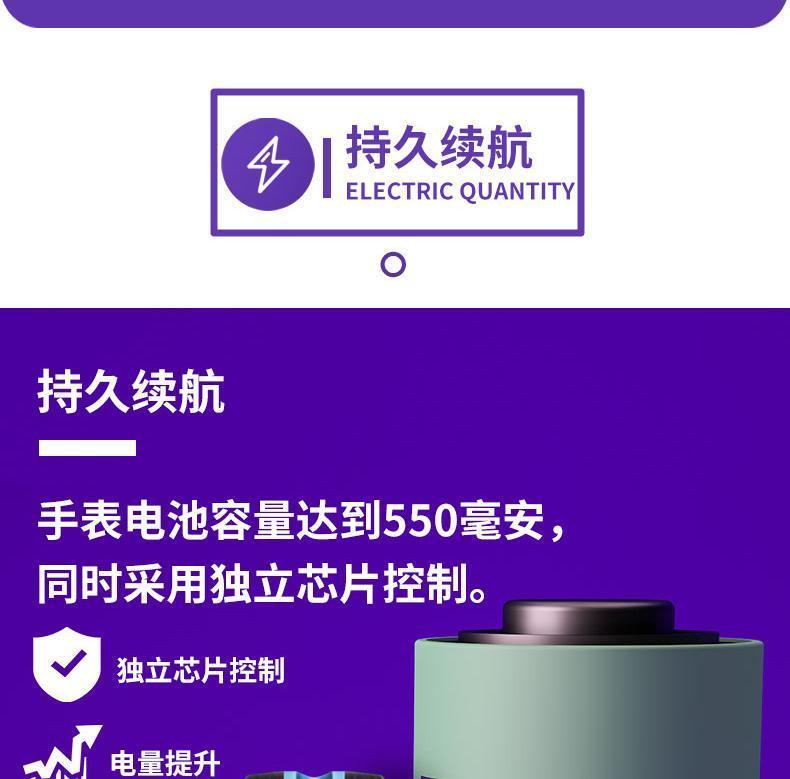 持久续航
ELECTRIC QUANTITY
持久续航
手表电池容量达到550毫安，
同时采用独立芯片控制。
独立芯片控制
电量提升